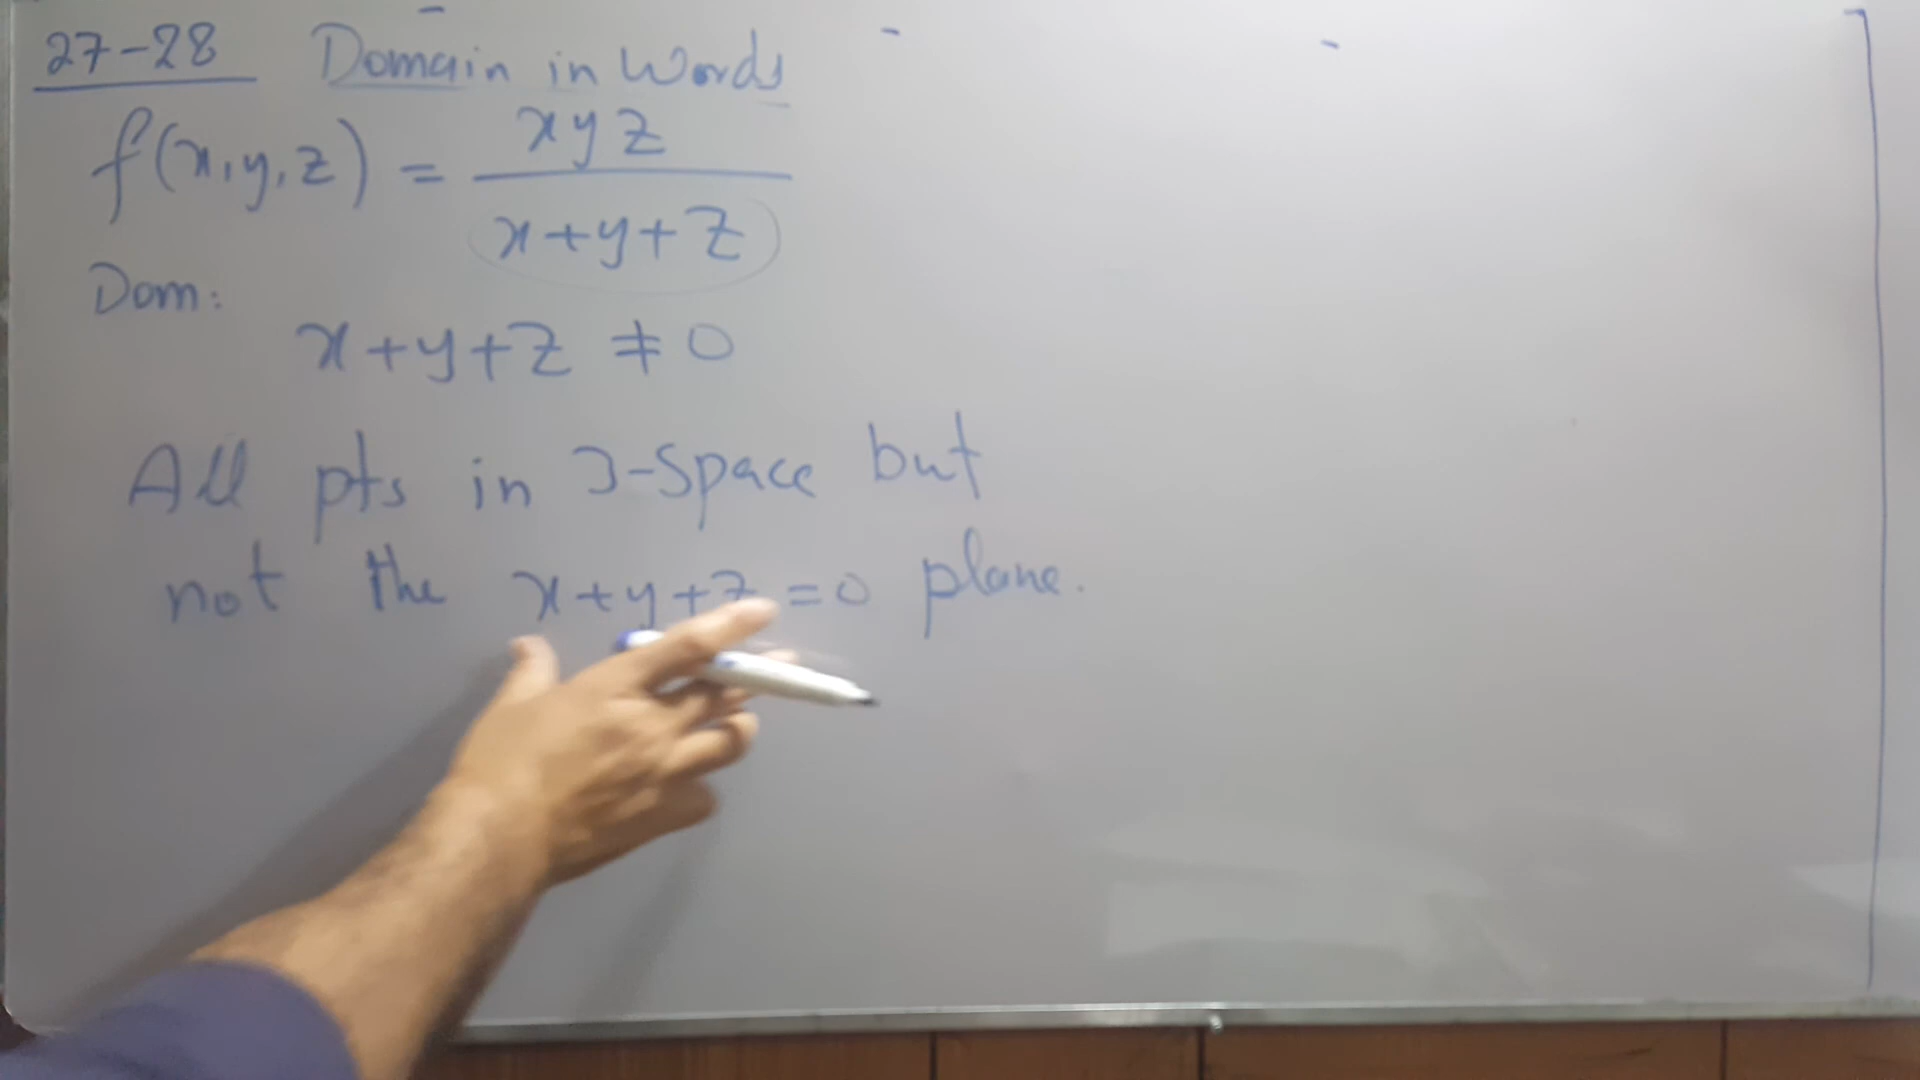 27-28 Domain in Words
f(x,y,z) = xyz / x+y+z
Dom:
x+y+z ≠ 0
All pts in 3-Space but
not the x+y+z=0 plane.